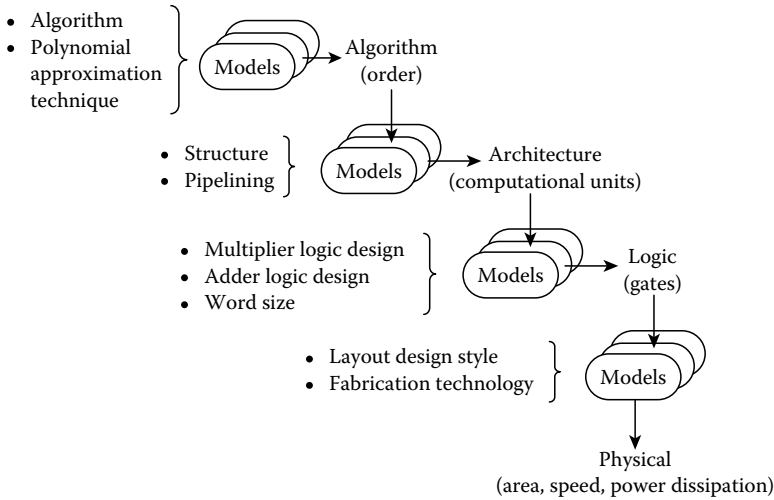 • Algorithm
• Polynomial
approximation
technique
Models
Algorithm
(order)
• Structure
• Pipelining
Models
Architecture
(computational units)
• Multiplier logic design
• Adder logic design
• Word size
Models
Logic
(gates)
• Layout design style
• Fabrication technology
Models
Physical
(area, speed, power dissipation)